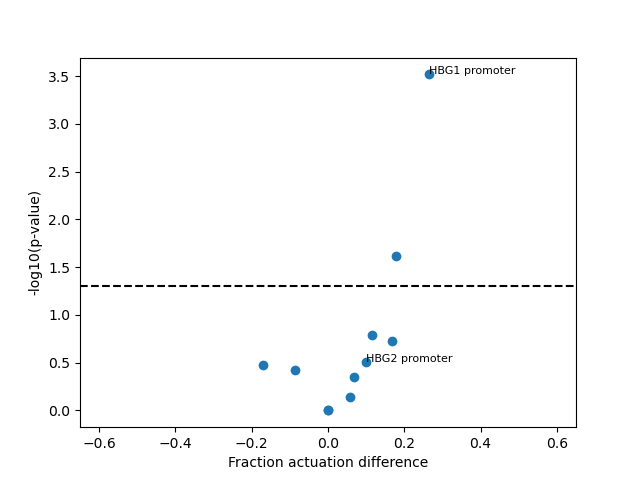 HBG1 promoter
HBG2 promoter
3.5
3.0
2.5
2.0
1.5
1.0
0.5
0.0
−0.6 −0.4 −0.2 0.0 0.2 0.4 0.6
Fraction actuation difference
-log10(p-value)